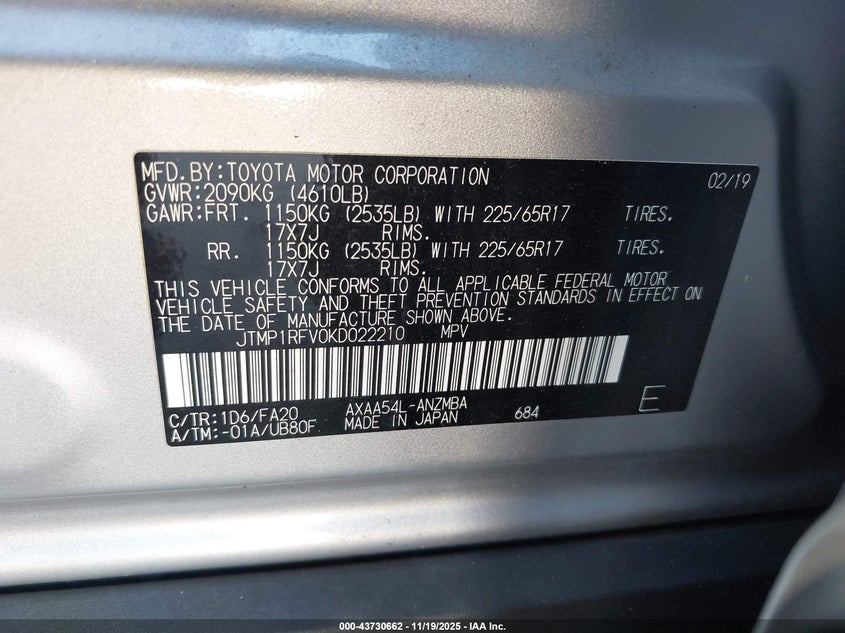 MFD.BY:TOYOTA MOTOR CORPORATION 02/19
GVWR:2090KG (4610LB)
GAWR:FRT. 1150KG (2535LB) WITH 225/65R17 TIRES.
17X7J RIMS.
RR. 1150KG (2535LB) WITH 225/65R17 TIRES.
17X7J RIMS.
THIS VEHICLE CONFORMS TO ALL APPLICABLE FEDERAL MOTOR
VEHICLE SAFETY AND THEFT PREVENTION STANDARDS IN EFFECT ON
THE DATE OF MANUFACTURE SHOWN ABOVE.
JTMP1RFV0KD022210 MPV
C/TR:1D6/FA20 AXAA54L-ANZMBA 684 E
A/TM:-01A/UB80F MADE IN JAPAN
000-43730662 - 11/19/2025 - IAA Inc.